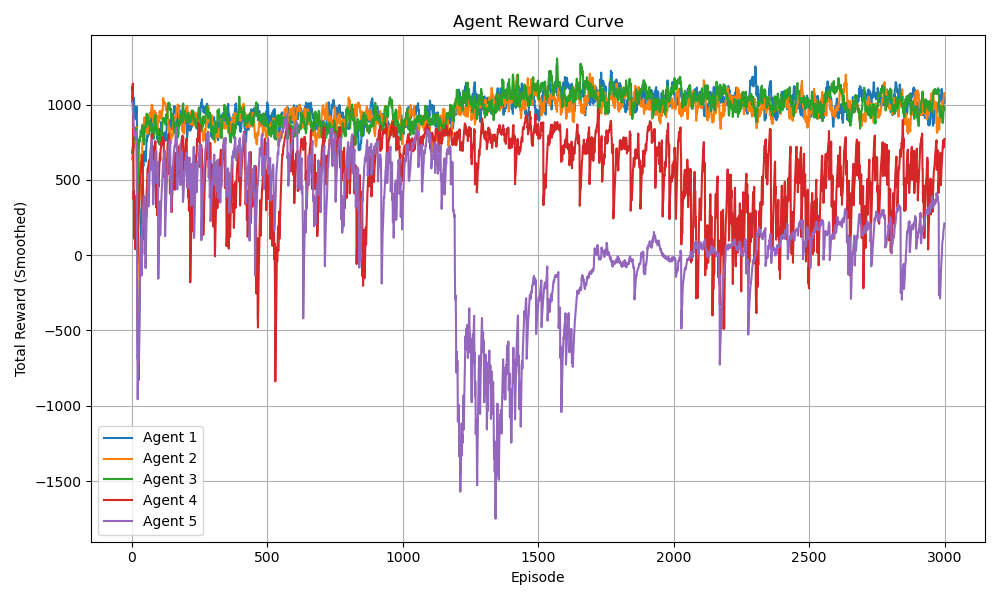 Agent Reward Curve
Total Reward (Smoothed)
1000
500
0
−500
−1000
−1500
Agent 1
Agent 2
Agent 3
Agent 4
Agent 5
0 500 1000 1500 2000 2500 3000
Episode